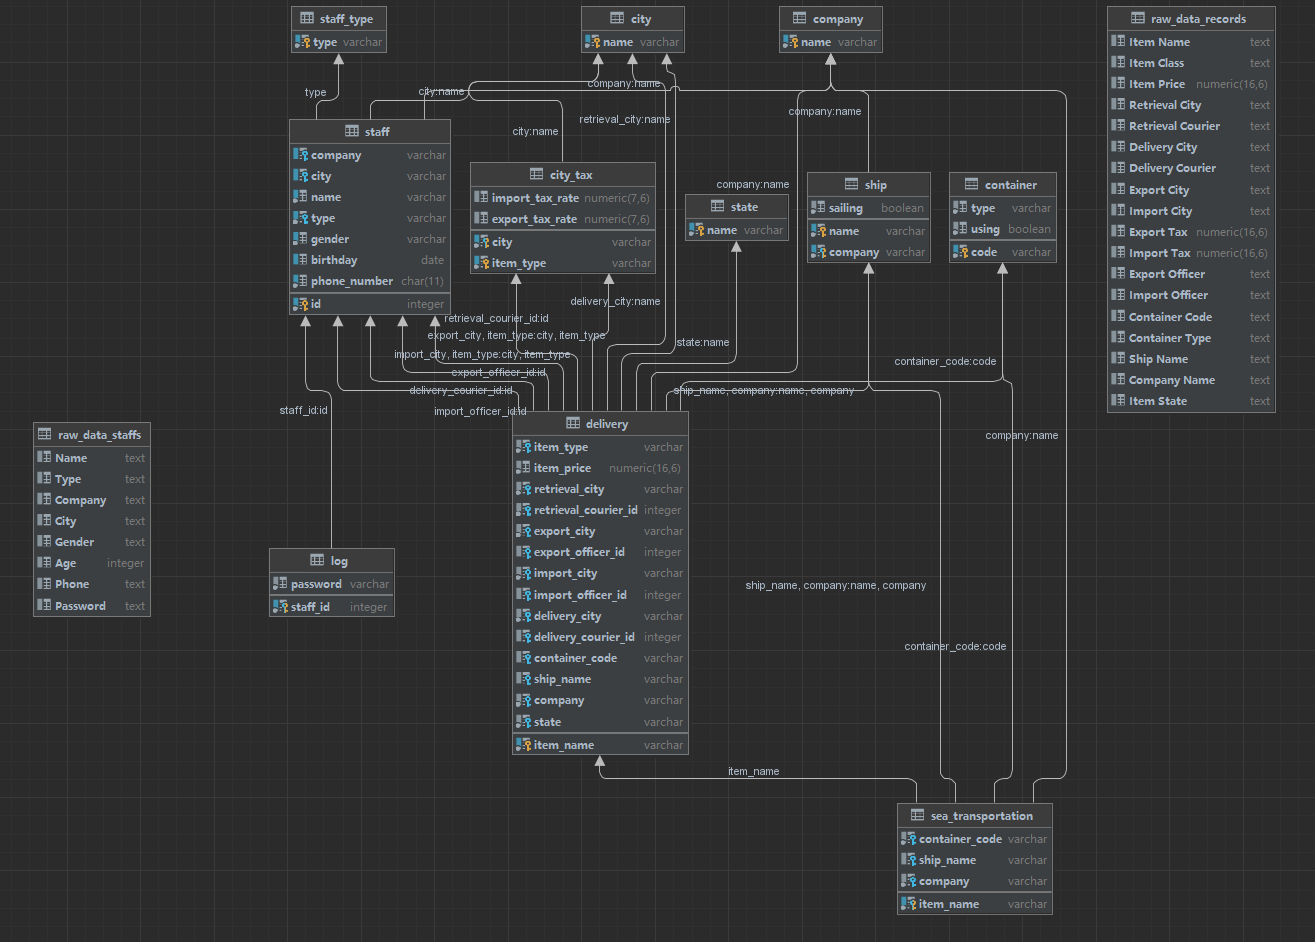 staff_type
type varchar
city
name varchar
company
name varchar
raw_data_records
Item Name text
Item Class text
Item Price numeric(16,6)
Retrieval City text
Retrieval Courier text
Delivery City text
Delivery Courier text
Export City text
Import City text
Export Tax numeric(16,6)
Import Tax numeric(16,6)
Export Officer text
Import Officer text
Container Code text
Container Type text
Ship Name text
Company Name text
Item State text
type
city:name
company:name
retrieval_city:name
city:name
company:name
company:name
staff
company varchar
city varchar
name varchar
type varchar
gender varchar
birthday date
phone_number char(11)
id integer
city_tax
import_tax_rate numeric(7,6)
export_tax_rate numeric(7,6)
city varchar
item_type varchar
state
name varchar
ship
sailing boolean
name varchar
company varchar
container
type varchar
using boolean
code varchar
delivery_city:name
retrieval_courier_id:id
export_city, item_type:city, item_type
state:name
import_city, item_type:city, item_type
container_code:code
export_officer_id:id
delivery_courier_id:id
ship_name, company:name, company
staff_id:id
import_officer_id:id
company:name
raw_data_staffs
Name text
Type text
Company text
City text
Gender text
Age integer
Phone text
Password text
log
password varchar
staff_id integer
delivery
item_type varchar
item_price numeric(16,6)
retrieval_city varchar
retrieval_courier_id integer
export_city varchar
export_officer_id integer
import_city varchar
import_officer_id integer
delivery_city varchar
delivery_courier_id integer
container_code varchar
ship_name varchar
company varchar
state varchar
item_name varchar
ship_name, company:name, company
container_code:code
item_name
sea_transportation
container_code varchar
ship_name varchar
company varchar
item_name varchar